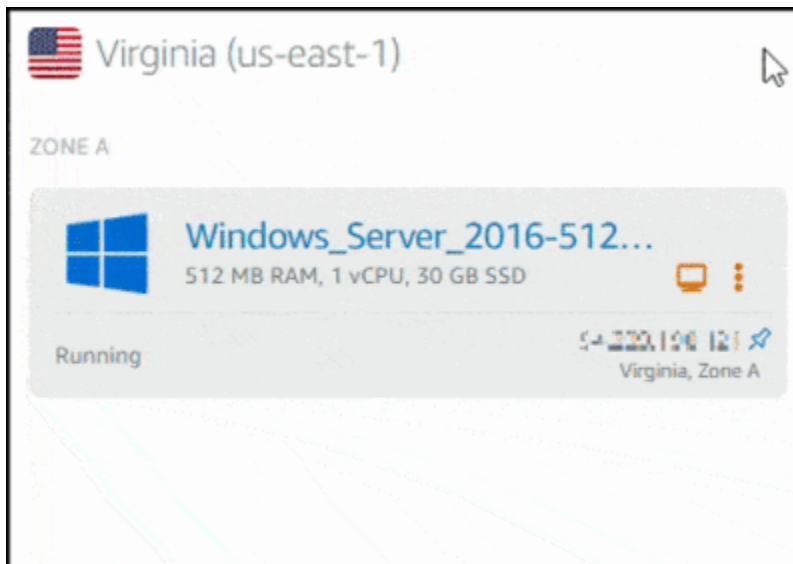 Virginia (us-east-1)
ZONE A
Windows_Server_2016-512...
512 MB RAM, 1 vCPU, 30 GB SSD
Running
Virginia, Zone A